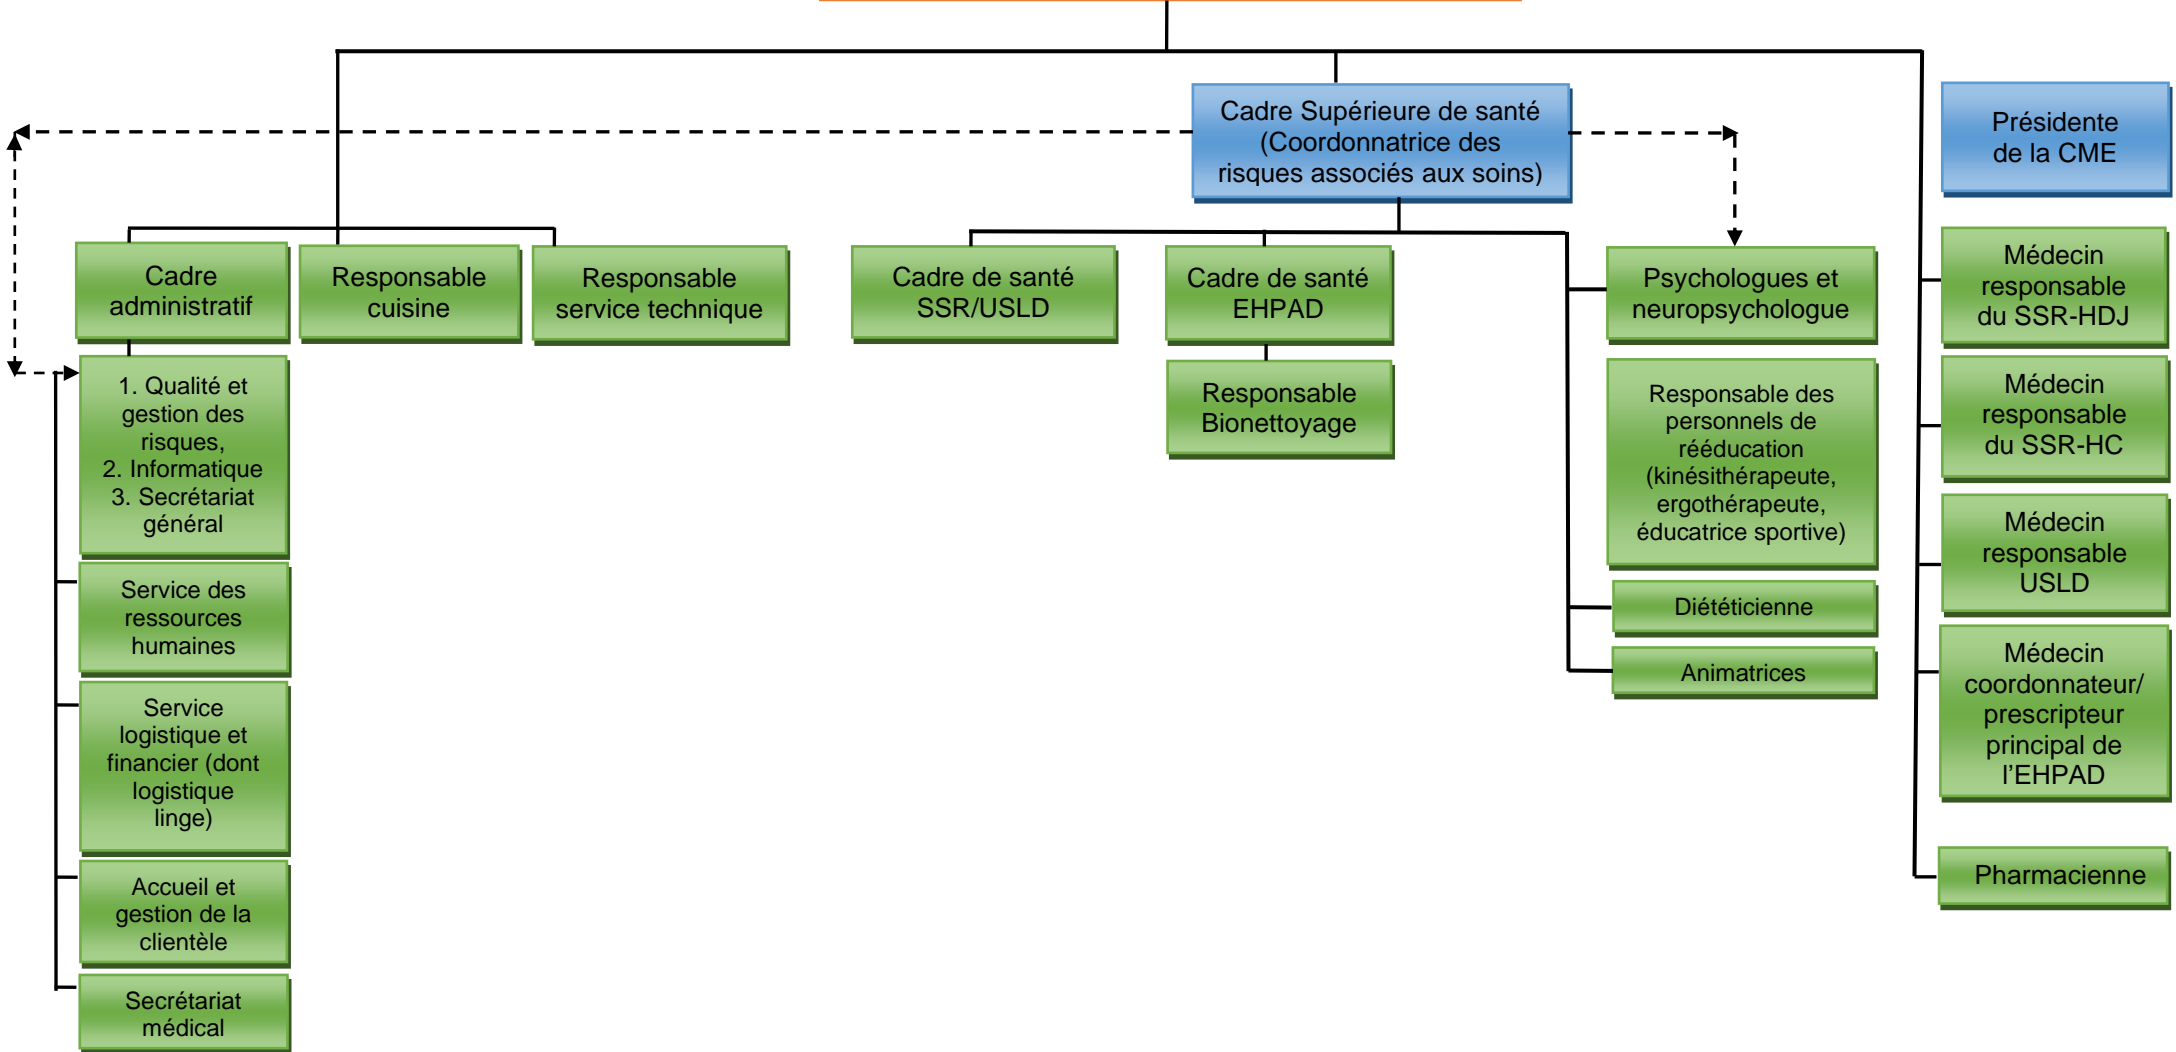 Cadre Supérieure de santé
(Coordonnatrice des
risques associés aux soins)
Présidente
de la CME
Cadre
administratif
Responsable
cuisine
Responsable
service technique
Cadre de santé
SSR/USLD
Cadre de santé
EHPAD
Psychologues et
neuropsychologue
Médecin
responsable
du SSR-HDJ
1. Qualité et
gestion des
risques,
2. Informatique
3. Secrétariat
général
Responsable
Bionettoyage
Responsable des
personnels de
rééducation
(kinésithérapeute,
ergothérapeute,
éducatrice sportive)
Médecin
responsable
du SSR-HC
Médecin
responsable
USLD
Service des
ressources
humaines
Diététicienne
Animatrices
Médecin
coordonnateur/
prescripteur
principal de
l’EHPAD
Service
logistique et
financier (dont
logistique
linge)
Accueil et
gestion de la
clientèle
Pharmacienne
Secrétariat
médical